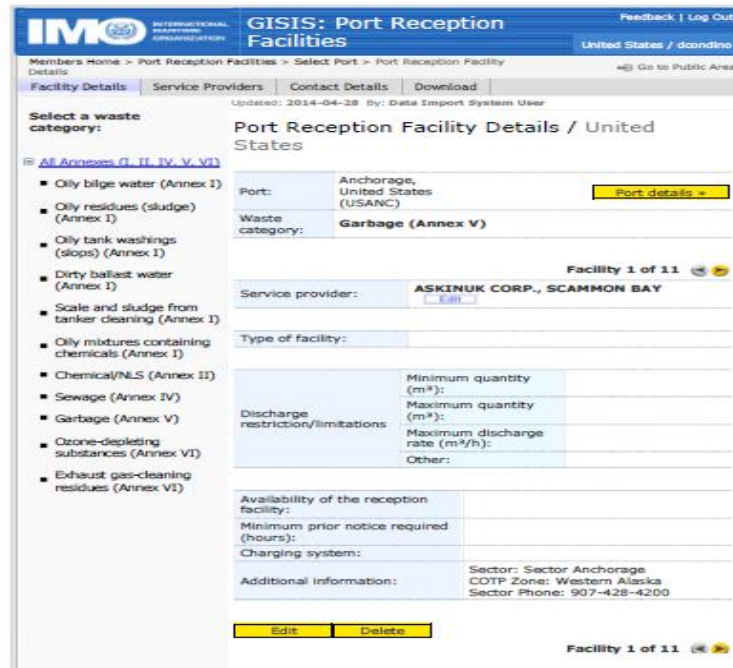 IMO
INTERNATIONAL
MARITIME
ORGANIZATION
GISIS: Port Reception
Facilities
Feedback | Log Out
United States / dcondino
Members Home > Port Reception Facilities > Select Port > Port Reception Facility
Details
Go to Public Area
Facility Details
Service Providers
Contact Details
Download
Updated: 2014-04-28 By: Data Import System User
Select a waste
category:
All Annexes (I, II, IV, V, VI)
Oily bilge water (Annex I)
Oily residues (sludge)
(Annex I)
Oily tank washings
(slops) (Annex I)
Dirty ballast water
(Annex I)
Scale and sludge from
tanker cleaning (Annex I)
Oily mixtures containing
chemicals (Annex I)
Chemical/NLS (Annex II)
Sewage (Annex IV)
Garbage (Annex V)
Ozone-depleting
substances (Annex VI)
Exhaust gas-cleaning
residues (Annex VI)
Port Reception Facility Details / United
States
Port:
Anchorage,
United States
(USANC)
Port details »
Waste
category:
Garbage (Annex V)
Facility 1 of 11
Service provider:
ASKINUK CORP., SCAMMON BAY
Edit
Type of facility:
Discharge
restriction/limitations
Minimum quantity
(m³):
Maximum quantity
(m³):
Maximum discharge
rate (m³/h):
Other:
Availability of the reception
facility:
Minimum prior notice required
(hours):
Charging system:
Additional information:
Sector: Sector Anchorage
COTP Zone: Western Alaska
Sector Phone: 907-428-4200
Edit
Delete
Facility 1 of 11